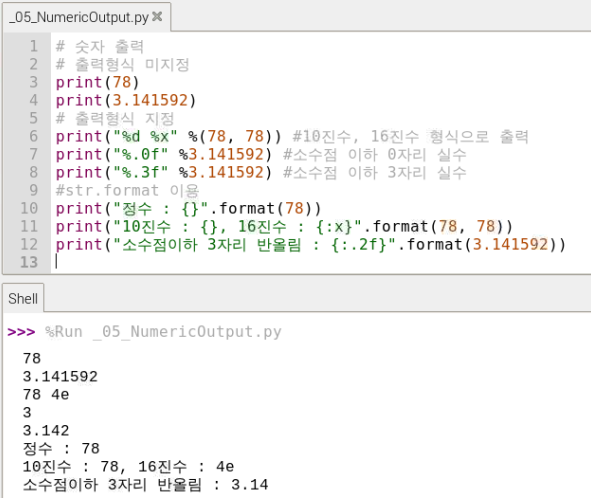 _05_NumericOutput.py ✖
1 # 숫자 출력
2 # 출력형식 미지정
3 print(78)
4 print(3.141592)
5 # 출력형식 지정
6 print("%d %x" %(78, 78)) #10진수, 16진수 형식으로 출력
7 print("%.0f" %3.141592) #소수점 이하 0자리 실수
8 print("%.3f" %3.141592) #소수점 이하 3자리 실수
9 #str.format 이용
10 print("정수 : {}".format(78))
11 print("10진수 : {}, 16진수 : {:x}".format(78, 78))
12 print("소수점이하 3자리 반올림 : {:.2f}".format(3.141592))
13
Shell
>>> %Run _05_NumericOutput.py
78
3.141592
78 4e
3
3.142
정수 : 78
10진수 : 78, 16진수 : 4e
소수점이하 3자리 반올림 : 3.14